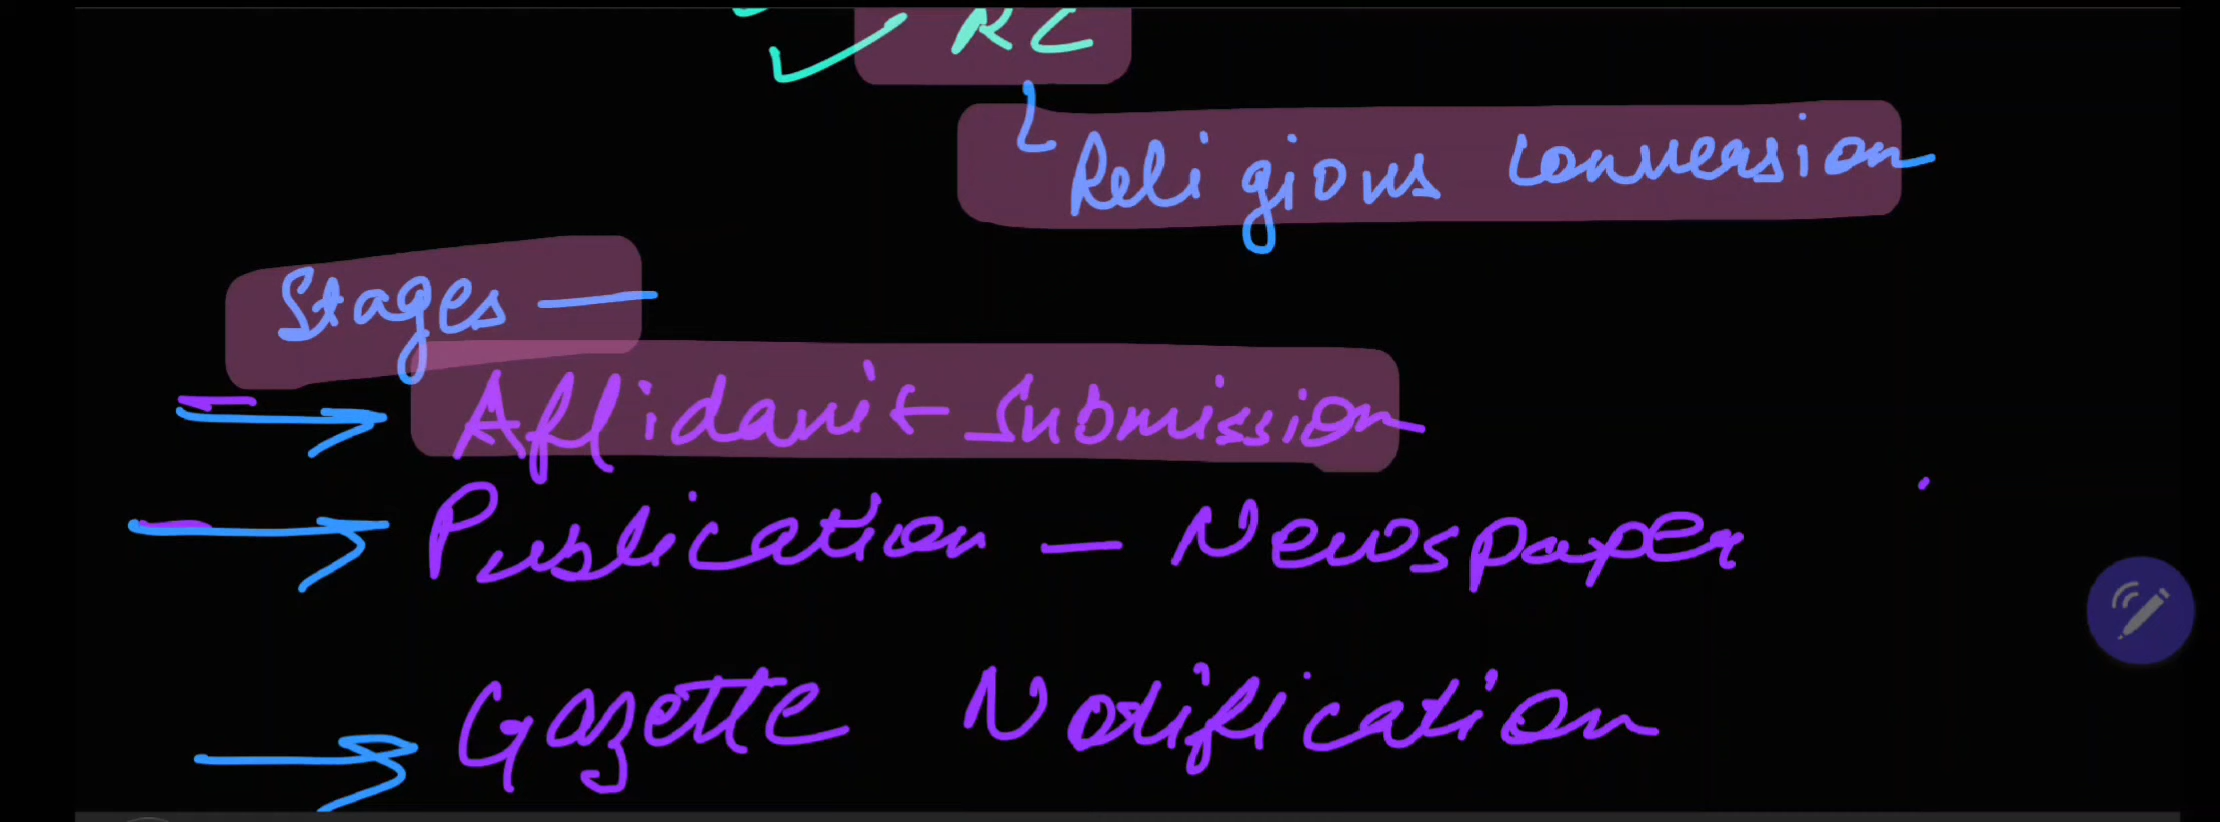 RC
Religious conversion
Stages —
Affidavit Submission
Publication — Newspaper
Gazette Notification